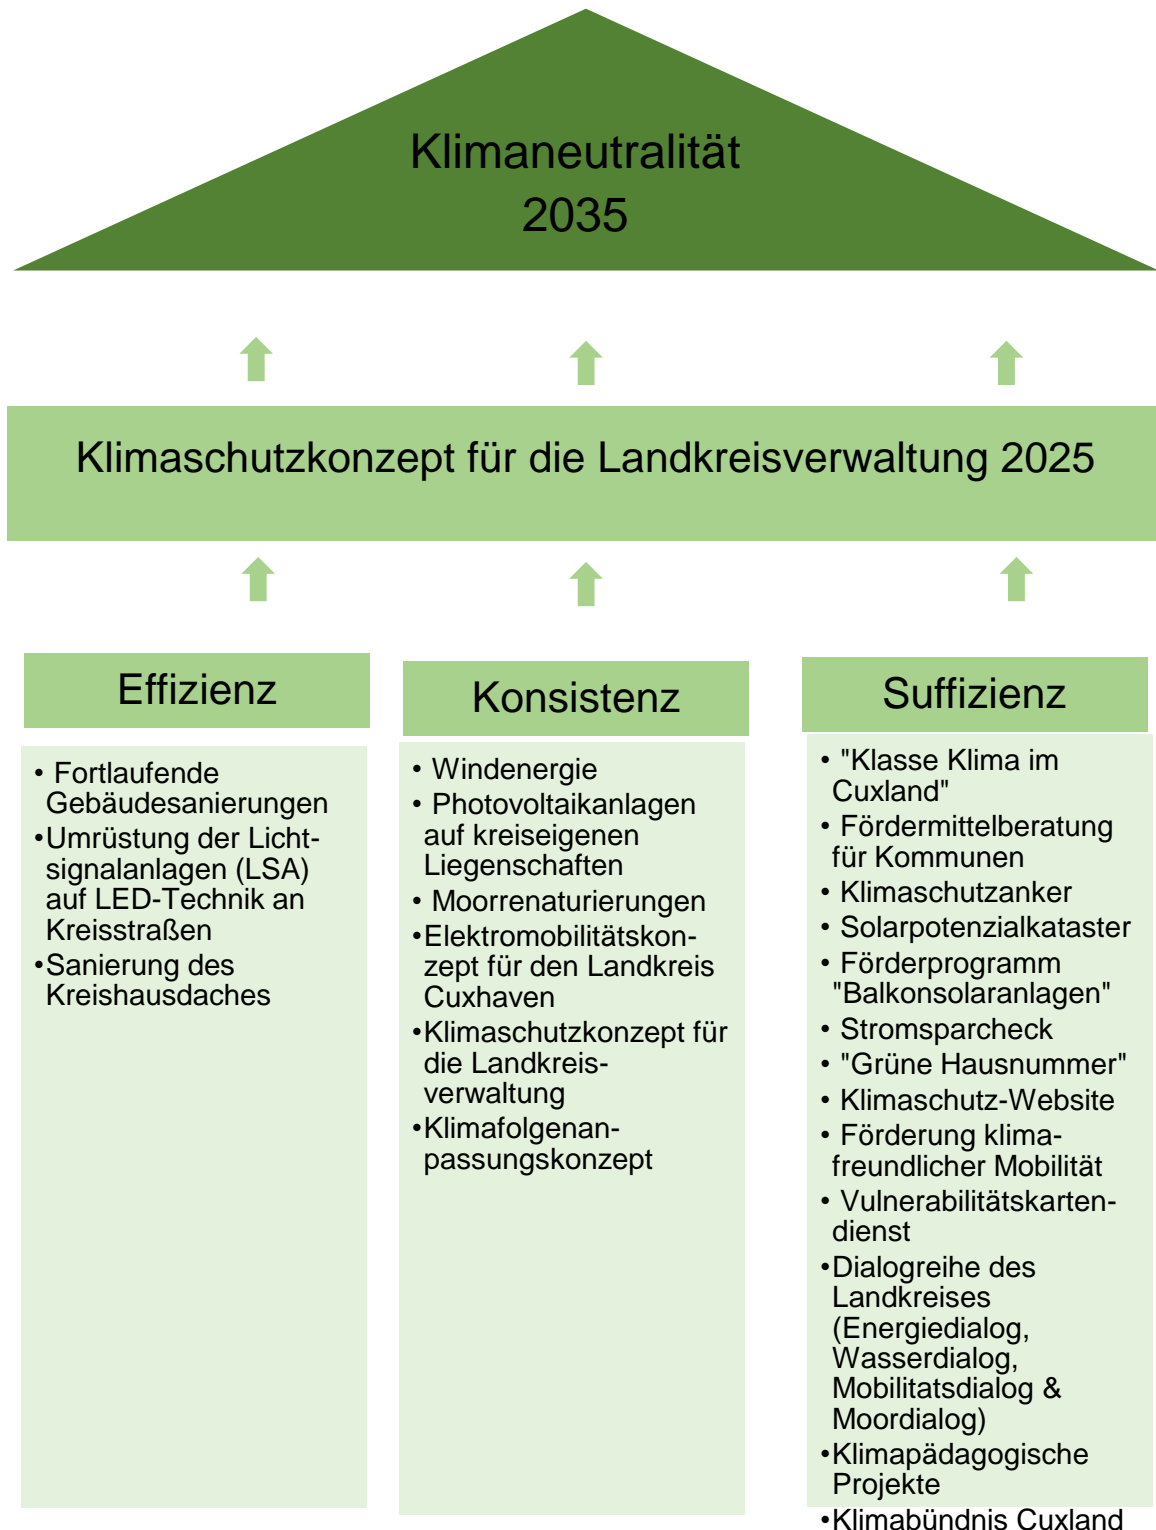 Klimaneutralität
2035
Klimaschutzkonzept für die Landkreisverwaltung 2025
Effizienz
• Fortlaufende
Gebäudesanierungen
•Umrüstung der Licht-
signalanlagen (LSA)
auf LED-Technik an
Kreisstraßen
•Sanierung des
Kreishausdaches
Konsistenz
• Windenergie
• Photovoltaikanlagen
auf kreiseigenen
Liegenschaften
• Moorrenaturierungen
•Elektromobilitätskon-
zept für den Landkreis
Cuxhaven
•Klimaschutzkonzept für
die Landkreis-
verwaltung
•Klimafolgenan-
passungskonzept
Suffizienz
• "Klasse Klima im
Cuxland"
• Fördermittelberatung
für Kommunen
• Klimaschutzanker
• Solarpotenzialkataster
• Förderprogramm
"Balkonsolaranlagen"
• Stromsparcheck
• "Grüne Hausnummer"
• Klimaschutz-Website
• Förderung klima-
freundlicher Mobilität
• Vulnerabilitätskarten-
dienst
•Dialogreihe des
Landkreises
(Energiedialog,
Wasserdialog,
Mobilitatsdialog &
Moordialog)
•Klimapädagogische
Projekte
•Klimabündnis Cuxland